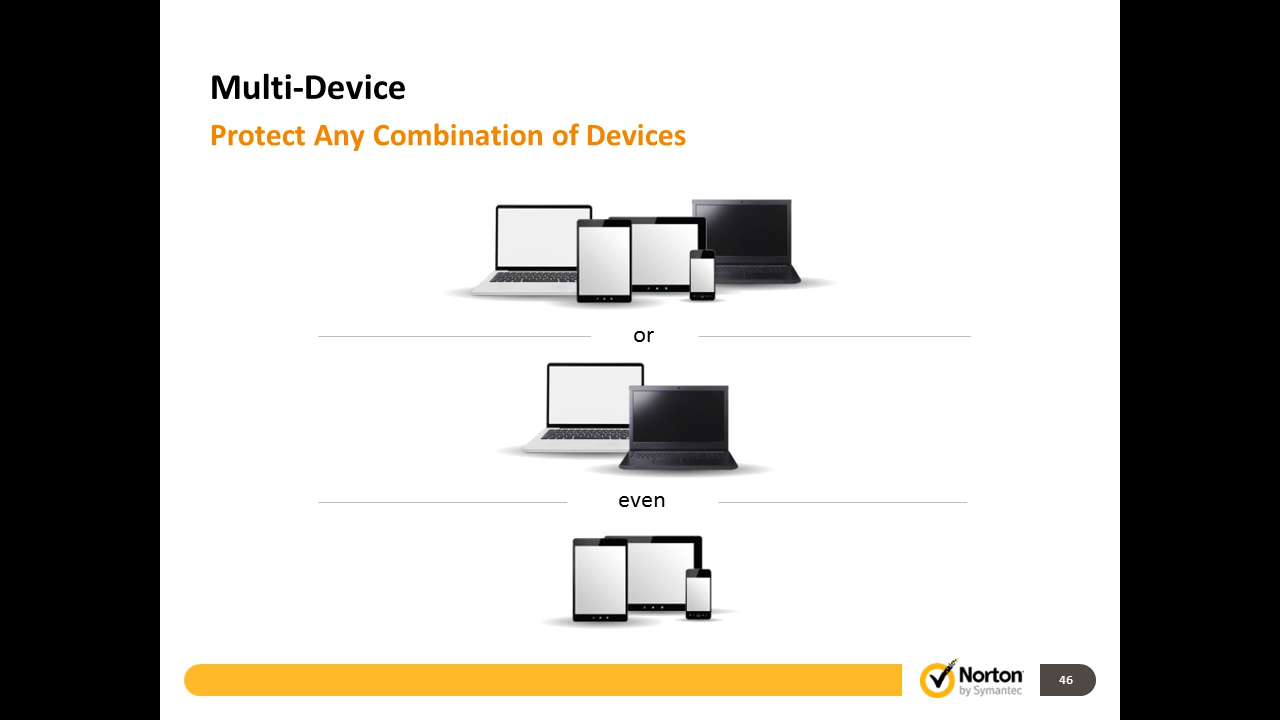 Multi-Device
Protect Any Combination of Devices
or
even
Norton
by Symantec
46